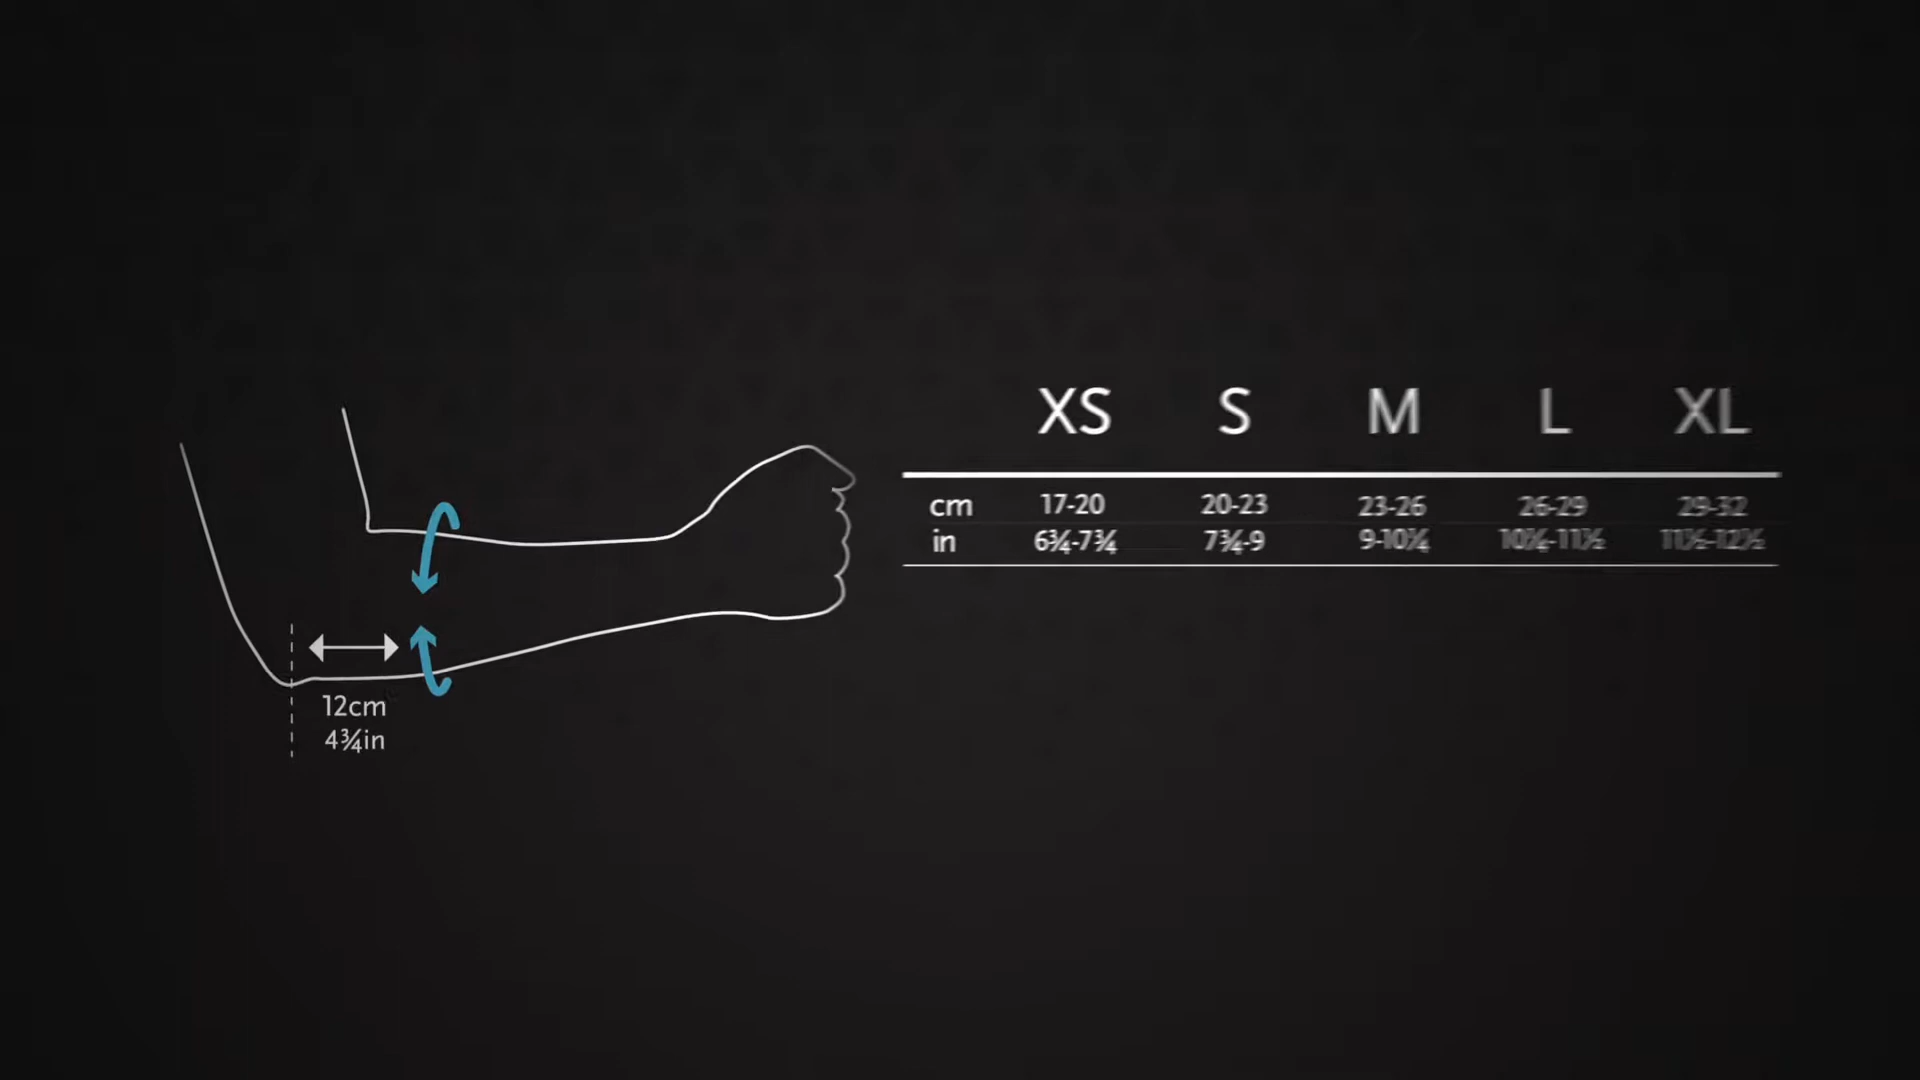 XS S M L XL
cm 17-20 20-23 23-26 26-29 29-32
in 6¾-7¾ 7¾-9 9-10¼ 10¼-11½ 11½-12½
12cm
4¾in